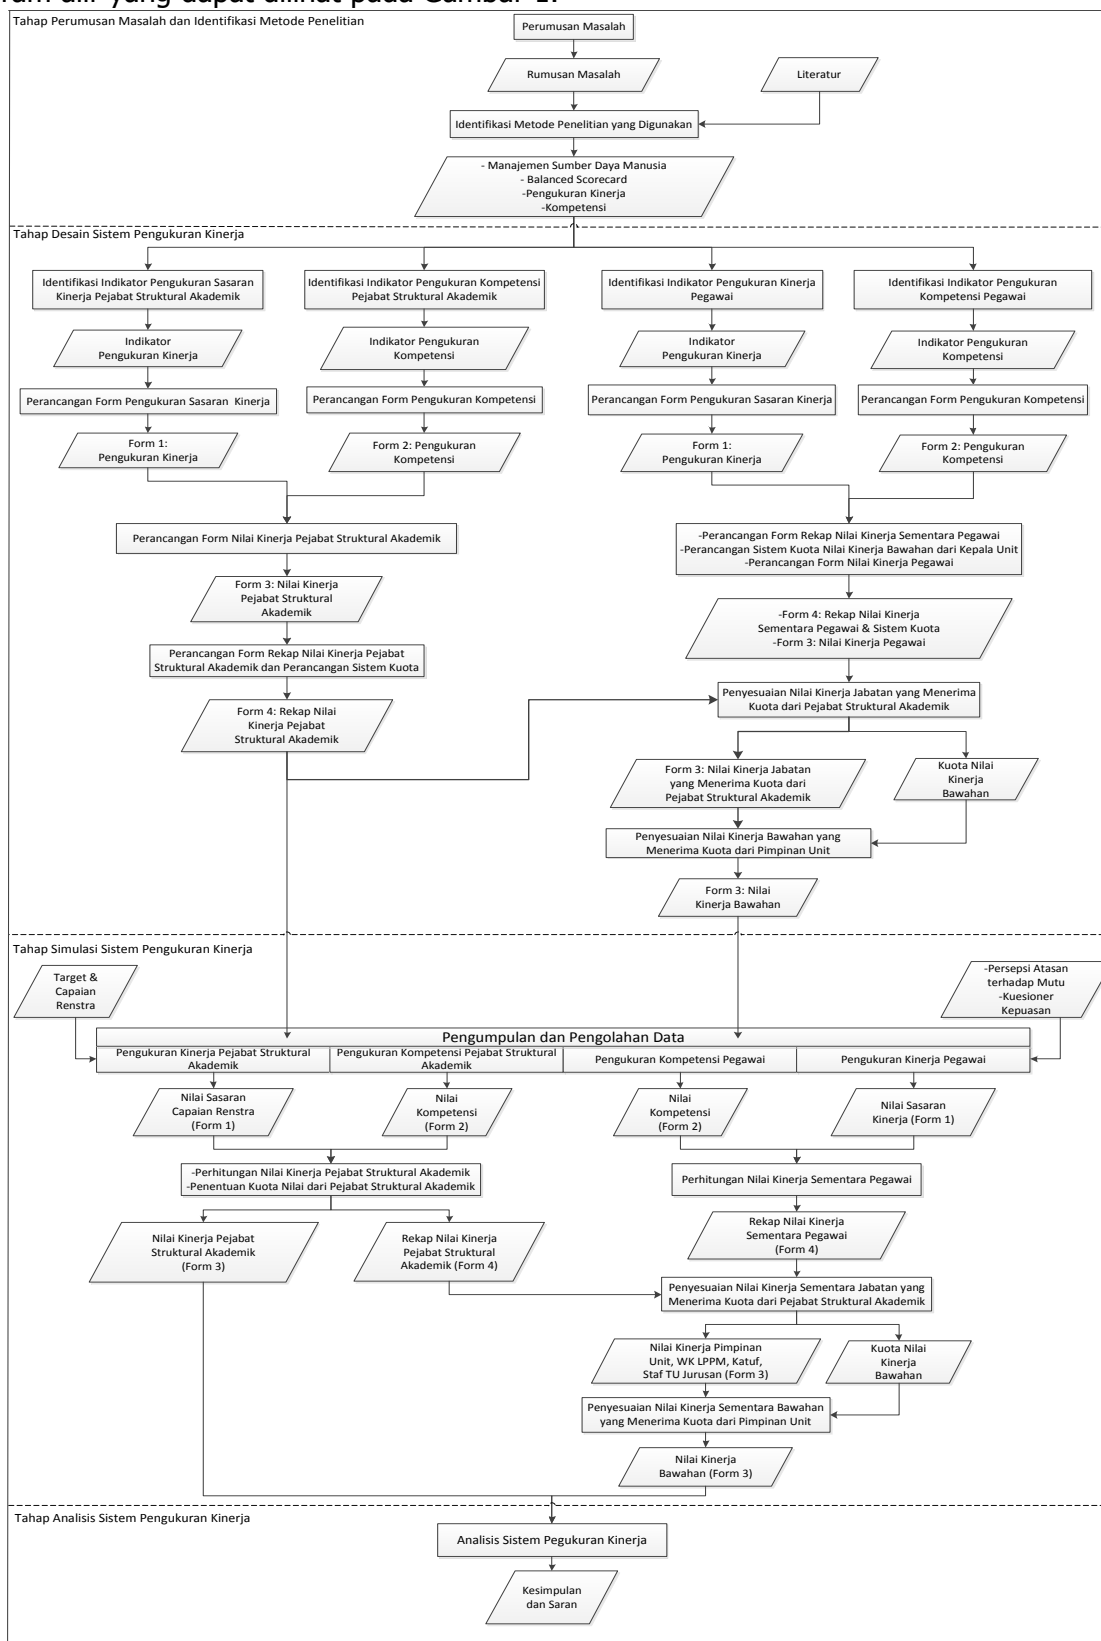 ram alir yang dapat dilihat pada Gambar 1.
Tahap Perumusan Masalah dan Identifikasi Metode Penelitian
Perumusan Masalah
Rumusan Masalah
Literatur
Identifikasi Metode Penelitian yang Digunakan
- Manajemen Sumber Daya Manusia
- Balanced Scorecard
-Pengukuran Kinerja
-Kompetensi
Tahap Desain Sistem Pengukuran Kinerja
Identifikasi Indikator Pengukuran Sasaran
Kinerja Pejabat Struktural Akademik
Identifikasi Indikator Pengukuran Kompetensi
Pejabat Struktural Akademik
Identifikasi Indikator Pengukuran Kinerja
Pegawai
Identifikasi Indikator Pengukuran
Kompetensi Pegawai
Indikator
Pengukuran Kinerja
Indikator Pengukuran
Kompetensi
Indikator
Pengukuran Kinerja
Indikator Pengukuran
Kompetensi
Perancangan Form Pengukuran Sasaran Kinerja
Perancangan Form Pengukuran Kompetensi
Perancangan Form Pengukuran Sasaran Kinerja
Perancangan Form Pengukuran Kompetensi
Form 1:
Pengukuran Kinerja
Form 2: Pengukuran
Kompetensi
Form 1:
Pengukuran Kinerja
Form 2: Pengukuran
Kompetensi
Perancangan Form Nilai Kinerja Pejabat Struktural Akademik
-Perancangan Form Rekap Nilai Kinerja Sementara Pegawai
-Perancangan Sistem Kuota Nilai Kinerja Bawahan dari Kepala Unit
-Perancangan Form Nilai Kinerja Pegawai
Form 3: Nilai Kinerja
Pejabat Struktural
Akademik
-Form 4: Rekap Nilai Kinerja
Sementara Pegawai & Sistem Kuota
-Form 3: Nilai Kinerja Pegawai
Perancangan Form Rekap Nilai Kinerja Pejabat
Struktural Akademik dan Perancangan Sistem Kuota
Penyesuaian Nilai Kinerja Jabatan yang Menerima
Kuota dari Pejabat Struktural Akademik
Form 4: Rekap Nilai
Kinerja Pejabat
Struktural Akademik
Form 3: Nilai Kinerja Jabatan
yang Menerima Kuota dari
Pejabat Struktural Akademik
Kuota Nilai
Kinerja
Bawahan
Penyesuaian Nilai Kinerja Bawahan yang
Menerima Kuota dari Pimpinan Unit
Form 3: Nilai
Kinerja Bawahan
Tahap Simulasi Sistem Pengukuran Kinerja
Target &
Capaian
Renstra
-Persepsi Atasan
terhadap Mutu
-Kuesioner
Kepuasan
Pengumpulan dan Pengolahan Data
Pengukuran Kinerja Pejabat Struktural
Akademik
Pengukuran Kompetensi Pejabat Struktural
Akademik
Pengukuran Kompetensi Pegawai
Pengukuran Kinerja Pegawai
Nilai Sasaran
Capaian Renstra
(Form 1)
Nilai
Kompetensi
(Form 2)
Nilai
Kompetensi
(Form 2)
Nilai Sasaran
Kinerja (Form 1)
-Perhitungan Nilai Kinerja Pejabat Struktural Akademik
-Penentuan Kuota Nilai dari Pejabat Struktural Akademik
Perhitungan Nilai Kinerja Sementara Pegawai
Nilai Kinerja Pejabat
Struktural Akademik
(Form 3)
Rekap Nilai Kinerja
Pejabat Struktural
Akademik (Form 4)
Rekap Nilai Kinerja
Sementara Pegawai
(Form 4)
Penyesuaian Nilai Kinerja Sementara Jabatan yang
Menerima Kuota dari Pejabat Struktural Akademik
Nilai Kinerja Pimpinan
Unit, WK LPPM, Katuf,
Staf TU Jurusan (Form 3)
Kuota Nilai
Kinerja
Bawahan
Penyesuaian Nilai Kinerja Sementara Bawahan
yang Menerima Kuota dari Pimpinan Unit
Nilai Kinerja
Bawahan (Form 3)
Tahap Analisis Sistem Pengukuran Kinerja
Analisis Sistem Pegukuran Kinerja
Kesimpulan
dan Saran